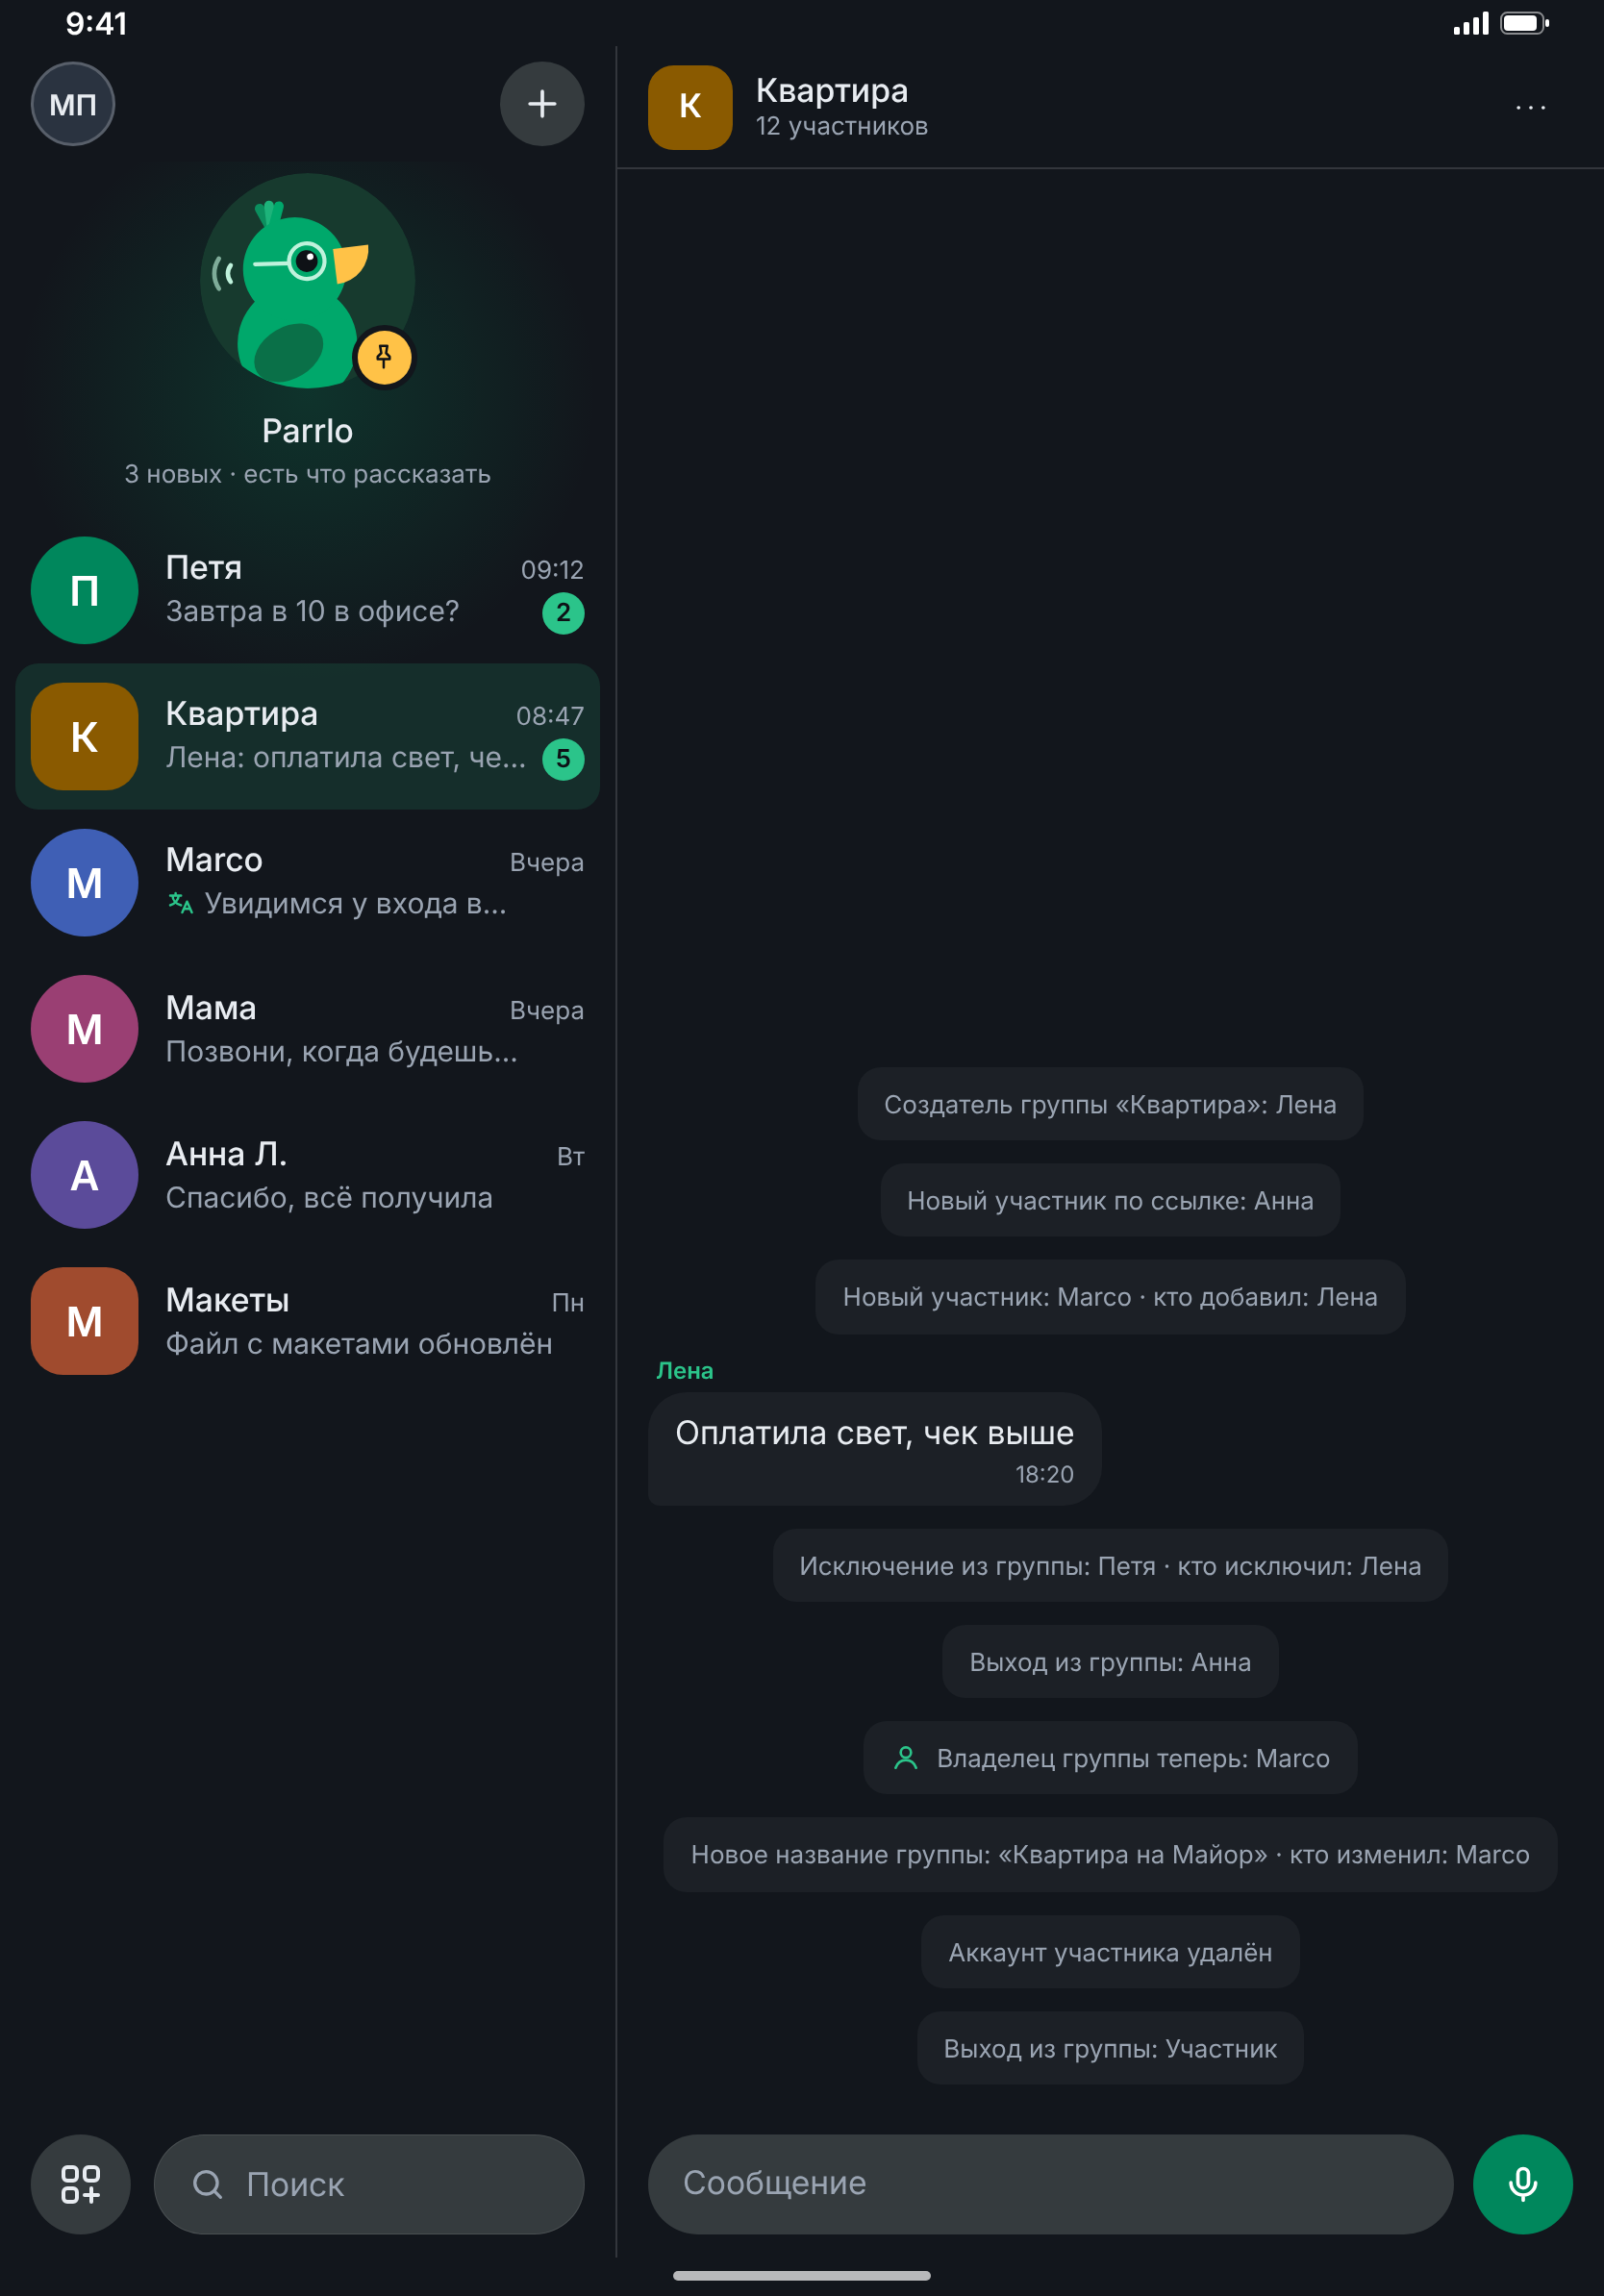 9:41
МП
Parrlo
3 новых · есть что рассказать
П
Петя
09:12
Завтра в 10 в офисе?
2
К
Квартира
08:47
Лена: оплатила свет, че...
5
M
Marco
Вчера
Увидимся у входа в...
М
Мама
Вчера
Позвони, когда будешь...
А
Анна Л.
Вт
Спасибо, всё получила
М
Макеты
Пн
Файл с макетами обновлён
Поиск
К
Квартира
12 участников
Создатель группы «Квартира»: Лена
Новый участник по ссылке: Анна
Новый участник: Marco · кто добавил: Лена
Лена
Оплатила свет, чек выше
18:20
Исключение из группы: Петя · кто исключил: Лена
Выход из группы: Анна
Владелец группы теперь: Marco
Новое название группы: «Квартира на Майор» · кто изменил: Marco
Аккаунт участника удалён
Выход из группы: Участник
Сообщение